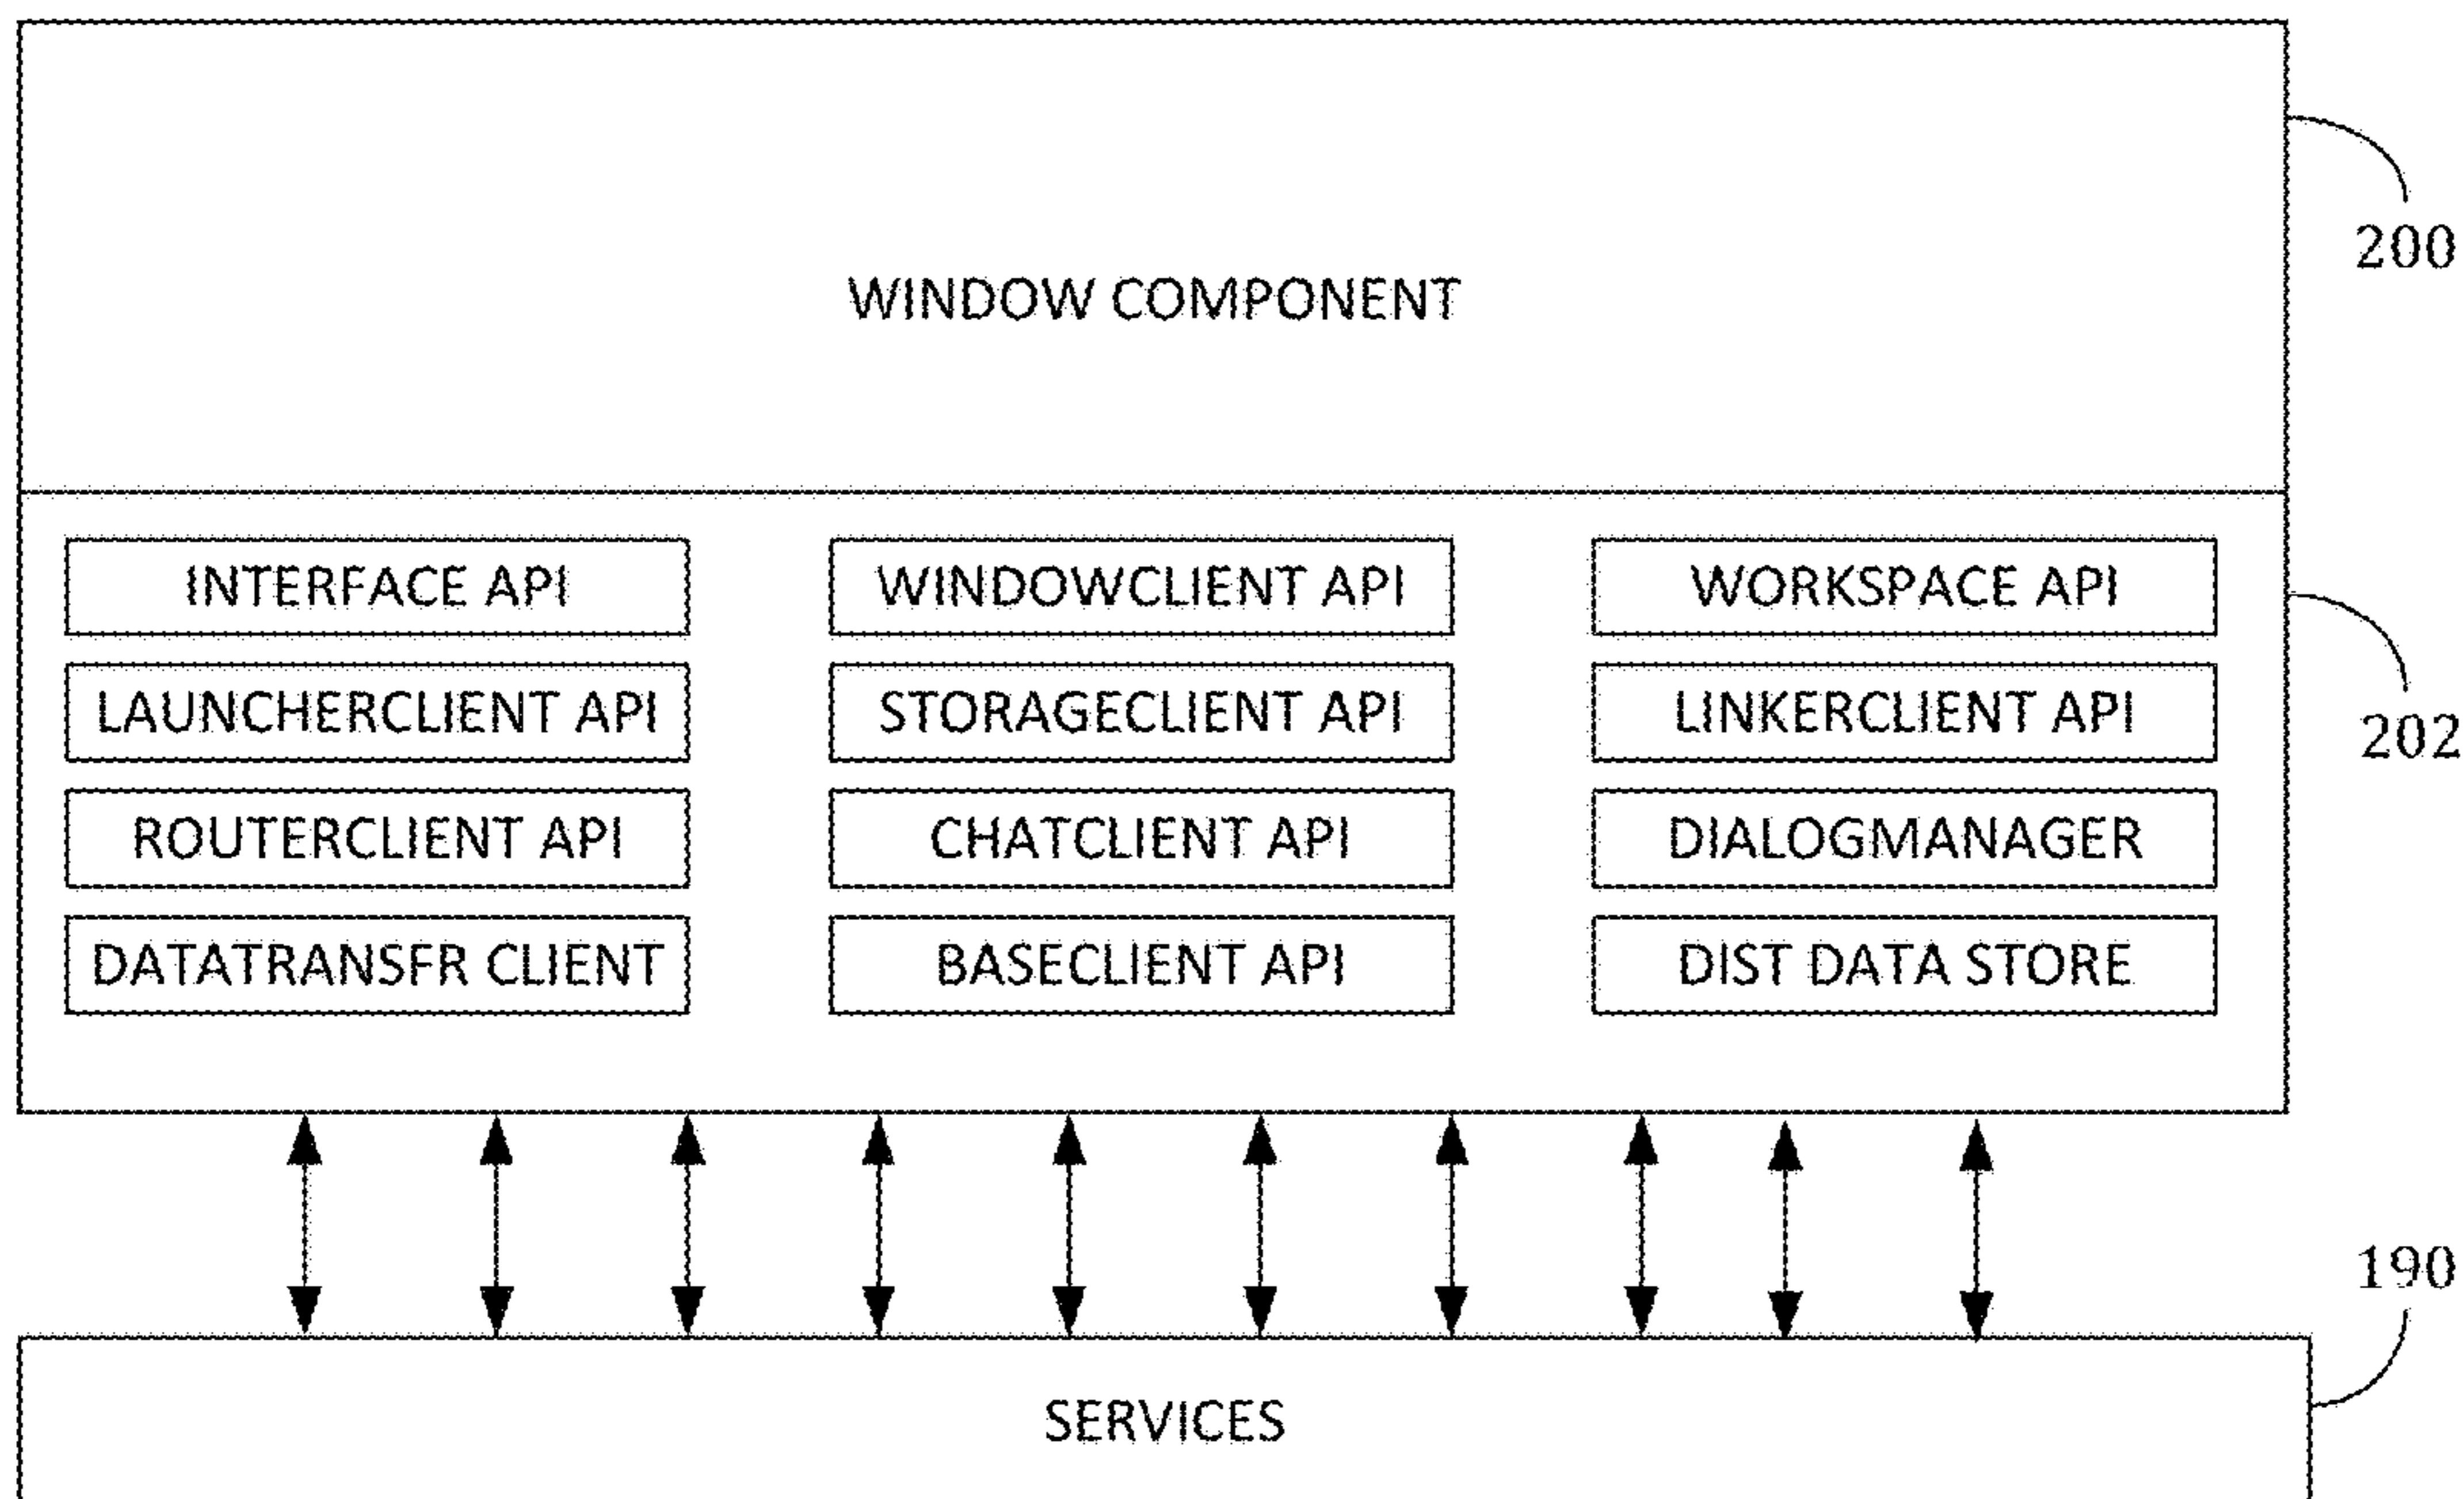 200
WINDOW COMPONENT
INTERFACE API
WINDOWCLIENT API
WORKSPACE API
LAUNCHERCLIENT API
STORAGECLIENT API
LINKERCLIENT API
202
ROUTERCLIENT API
CHATCLIENT API
DIALOGMANAGER
DATATRANSFR CLIENT
BASECLIENT API
DIST DATA STORE
190
SERVICES